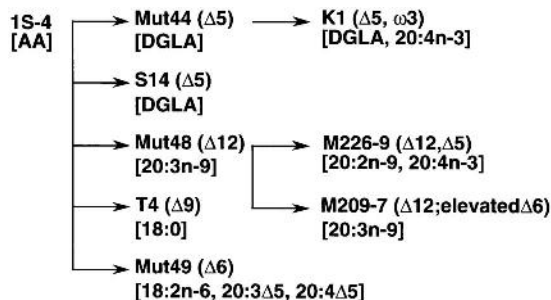 1S-4
[AA]
Mut44 (Δ5)
[DGLA]
K1 (Δ5, ω3)
[DGLA, 20:4n-3]
S14 (Δ5)
[DGLA]
Mut48 (Δ12)
[20:3n-9]
M226-9 (Δ12,Δ5)
[20:2n-9, 20:4n-3]
T4 (Δ9)
[18:0]
M209-7 (Δ12;elevatedΔ6)
[20:3n-9]
Mut49 (Δ6)
[18:2n-6, 20:3Δ5, 20:4Δ5]